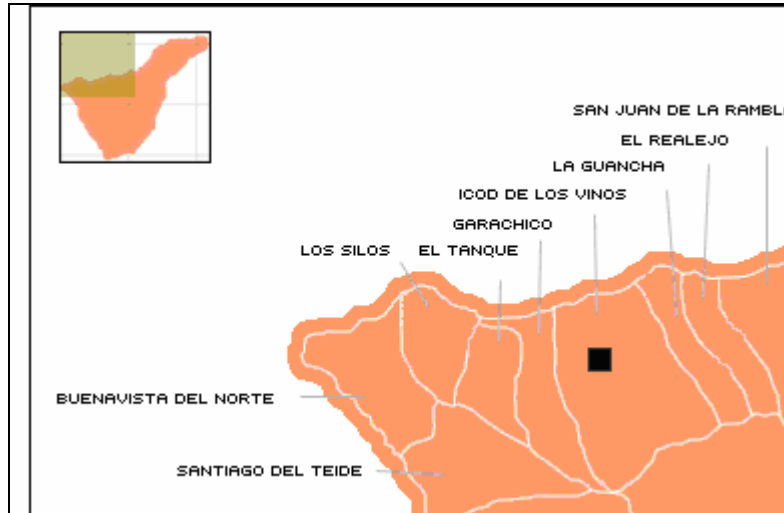 SAN JUAN DE LA RAMBL
EL REALEJO
LA GUANCHA
ICOD DE LOS VINOS
GARACHICO
LOS SILOS EL TANQUE
BUENAVISTA DEL NORTE
SANTIAGO DEL TEIDE